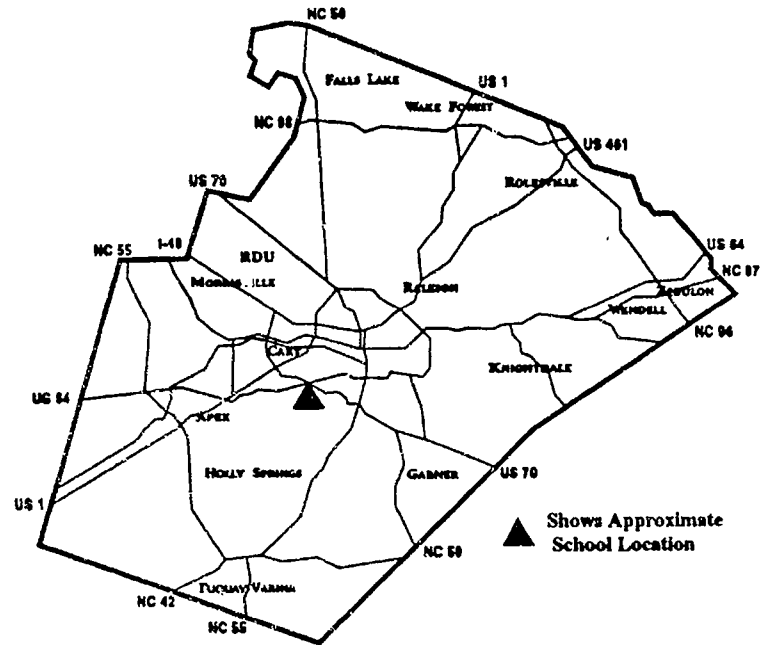 NC 50
FALLS LAKE
US 1
WAKE FOREST
NC 98
US 401
ROLESVILLE
US 70
US 64
NC 55
I-40
RDU
NC 97
RALEIGH
ZEBULON
WENDELL
NC 96
CARY
KNIGHTDALE
US 64
APEX
HOLLY SPRINGS
GARNER
US 70
US 1
Shows Approximate
School Location
NC 50
FUQUAY VARINA
NC 42
NC 55